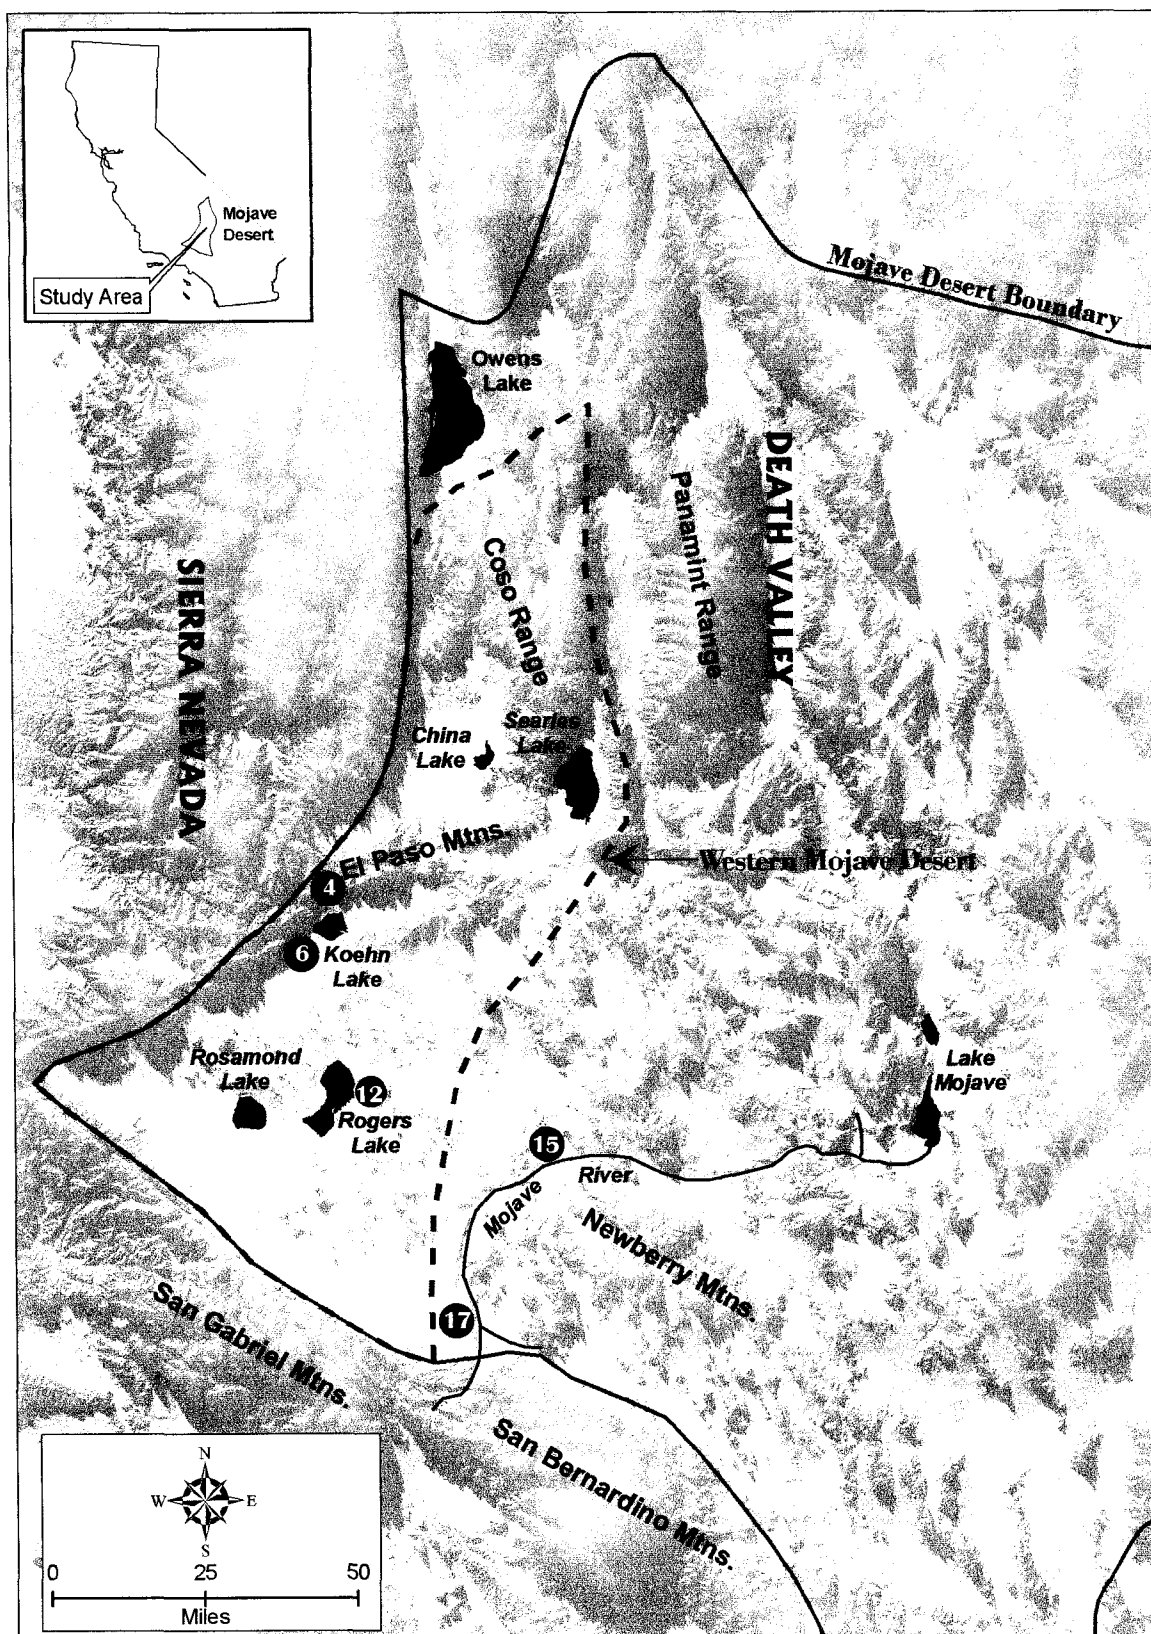 Mojave
Desert
Study Area
Mojave Desert Boundary
Owens
Lake
DEATH VALLEY
Panamint Range
Coso Range
SIERRA NEVADA
China
Lake
Searles
Lake
El Paso Mtns.
Western Mojave Desert
4
6
Koehn
Lake
Rosamond
Lake
12
Rogers
Lake
Lake
Mojave
15
Mojave
River
Newberry Mtns.
17
San Gabriel Mtns.
San Bernardino Mtns.
N
W
E
S
0
25
50
Miles